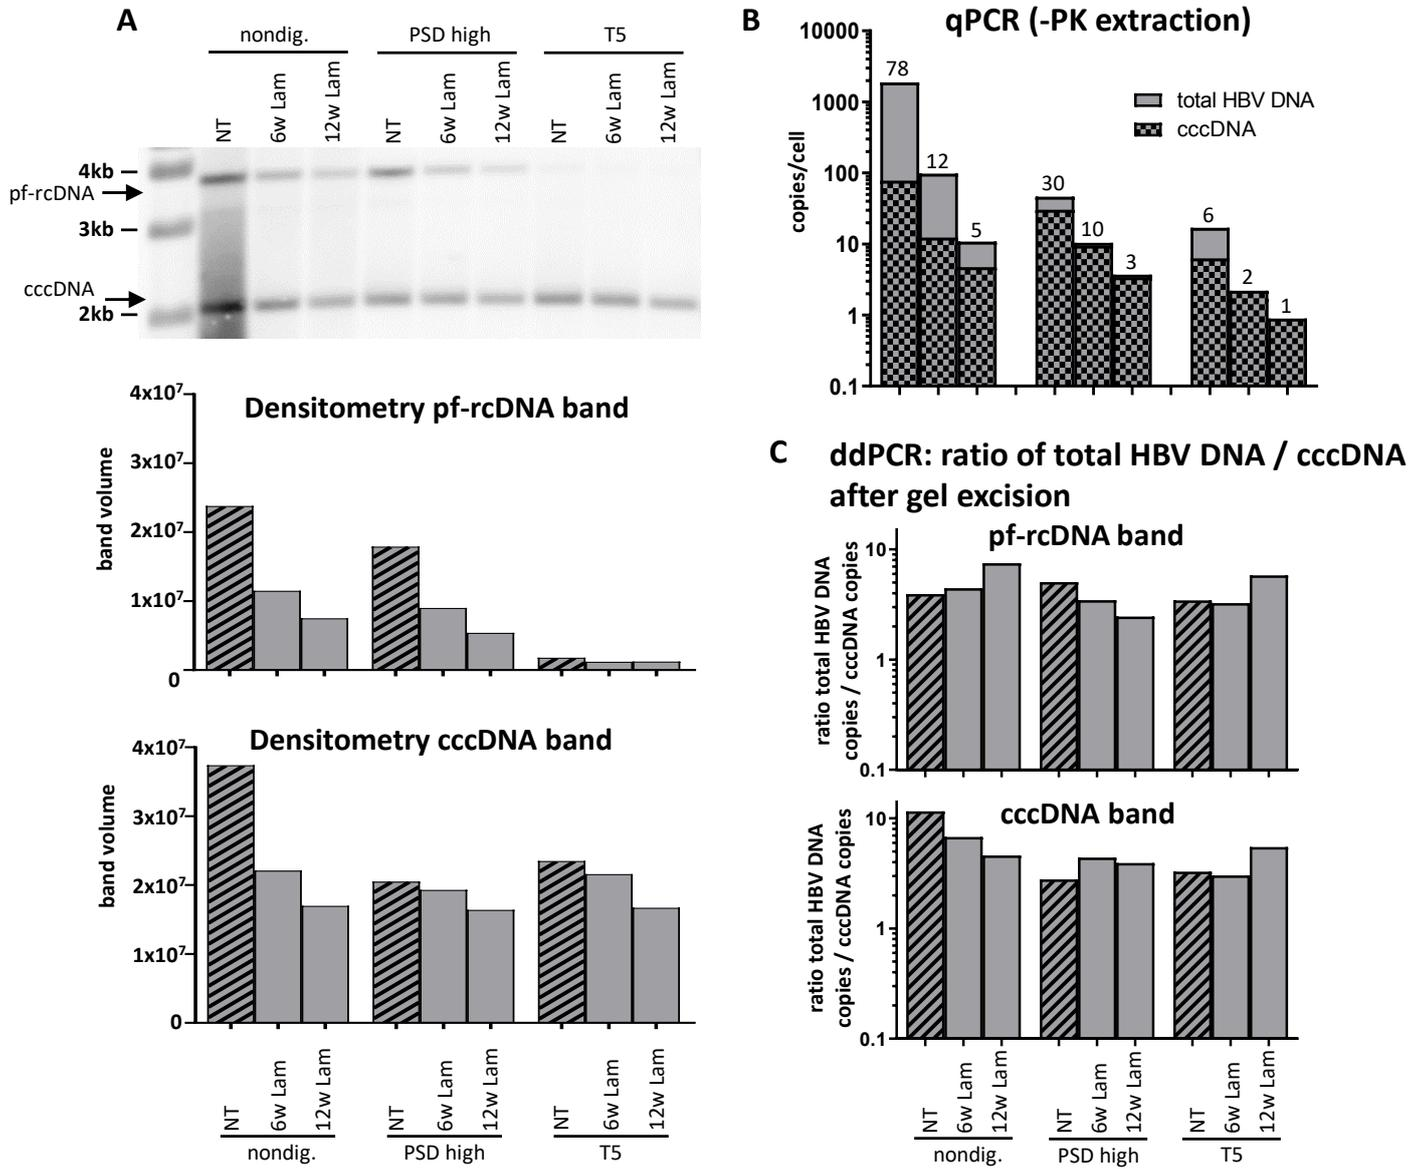 A
nondig.
PSD high
T5
NT
6w Lam
12w Lam
NT
6w Lam
12w Lam
NT
6w Lam
12w Lam
4kb
pf-rcDNA
3kb
cccDNA
2kb
Densitometry pf-rcDNA band
band volume
4x10⁷
3x10⁷
2x10⁷
1x10⁷
0
Densitometry cccDNA band
band volume
4x10⁷
3x10⁷
2x10⁷
1x10⁷
0
NT
6w Lam
12w Lam
NT
6w Lam
12w Lam
NT
6w Lam
12w Lam
nondig.
PSD high
T5
B
qPCR (-PK extraction)
copies/cell
10000
1000
100
10
1
0.1
78
12
5
30
10
3
6
2
1
total HBV DNA
cccDNA
C
ddPCR: ratio of total HBV DNA / cccDNA
after gel excision
pf-rcDNA band
ratio total HBV DNA
copies / cccDNA copies
10
1
0.1
cccDNA band
ratio total HBV DNA
copies / cccDNA copies
10
1
0.1
NT
6w Lam
12w Lam
NT
6w Lam
12w Lam
NT
6w Lam
12w Lam
nondig.
PSD high
T5